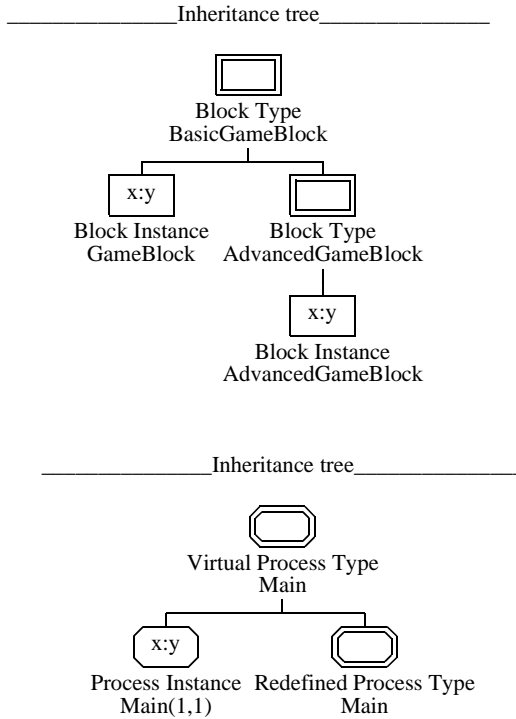 Inheritance tree
Block Type
BasicGameBlock
x:y
Block Instance Block Type
GameBlock AdvancedGameBlock
x:y
Block Instance
AdvancedGameBlock
Inheritance tree
Virtual Process Type
Main
x:y
Process Instance Redefined Process Type
Main(1,1) Main